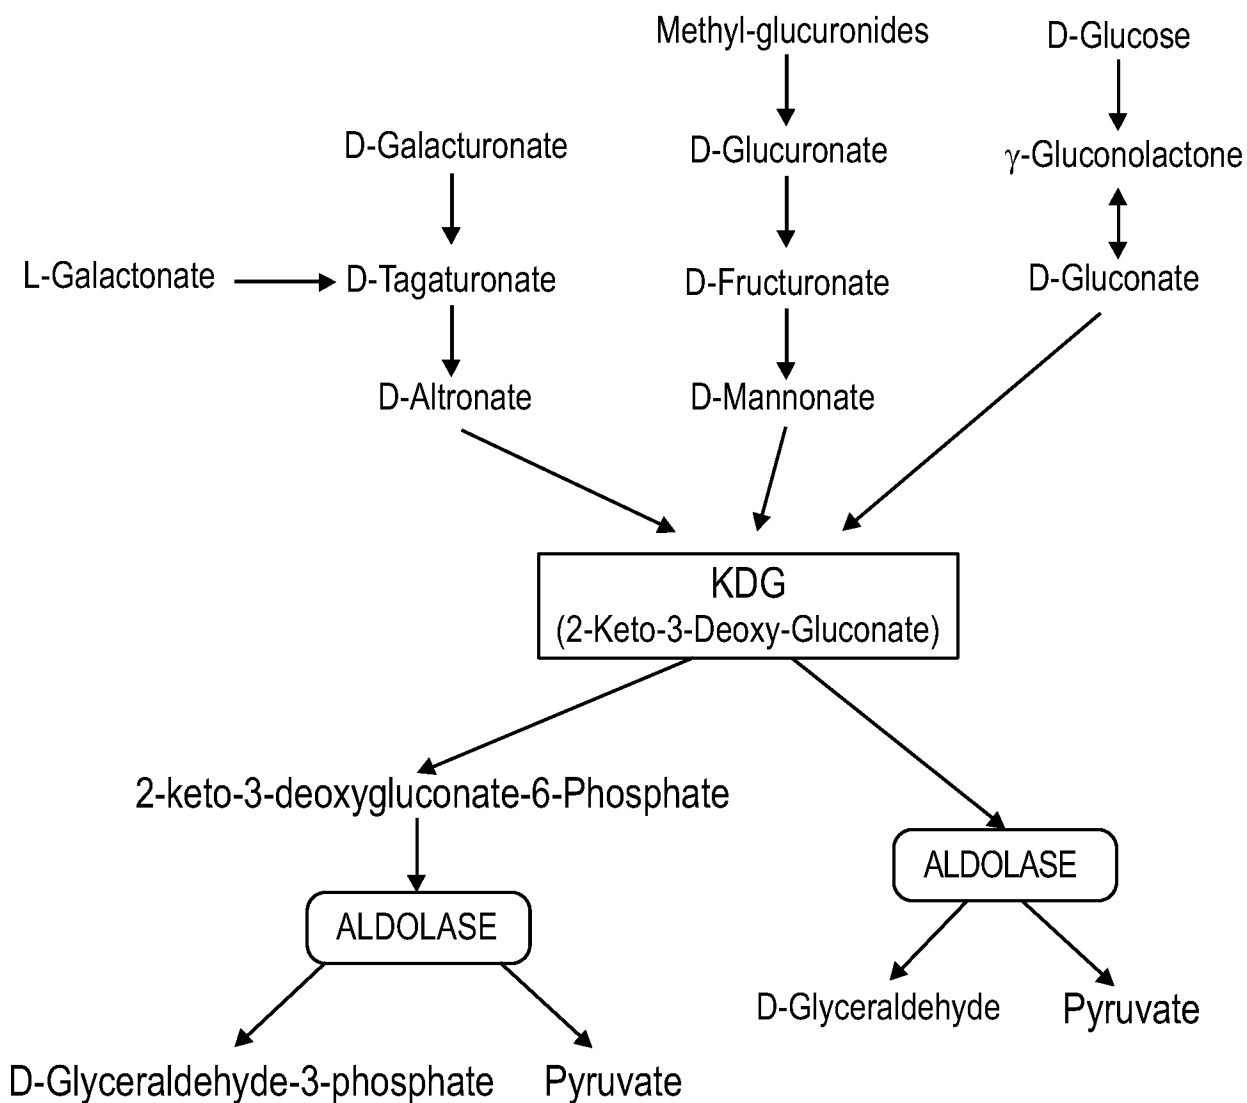 Methyl-glucuronides
D-Glucose
D-Galacturonate
D-Glucuronate
γ-Gluconolactone
L-Galactonate
D-Tagaturonate
D-Fructuronate
D-Gluconate
D-Altronate
D-Mannonate
KDG
(2-Keto-3-Deoxy-Gluconate)
2-keto-3-deoxygluconate-6-Phosphate
ALDOLASE
ALDOLASE
D-Glyceraldehyde
Pyruvate
D-Glyceraldehyde-3-phosphate
Pyruvate